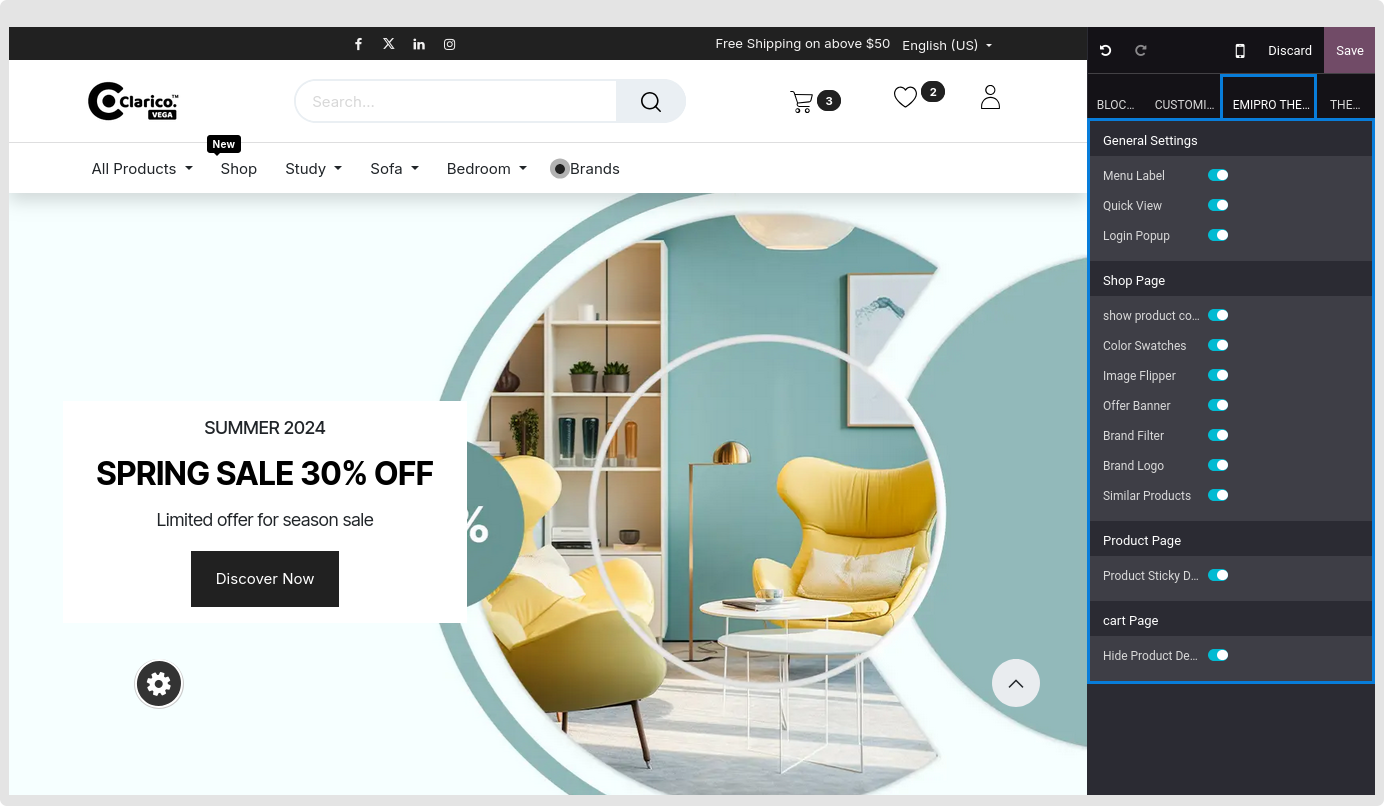 Free Shipping on above $50 English (US)
Discard Save
Clarico.™
VEGA
Search...
3
2
BLOC... CUSTOMI... EMIPRO THE... THE...
New
All Products Shop Study Sofa Bedroom Brands
General Settings
Menu Label
Quick View
Login Popup
Shop Page
show product co...
Color Swatches
Image Flipper
Offer Banner
Brand Filter
Brand Logo
Similar Products
Product Page
Product Sticky D...
cart Page
Hide Product De...
SUMMER 2024
SPRING SALE 30% OFF
Limited offer for season sale
Discover Now
%